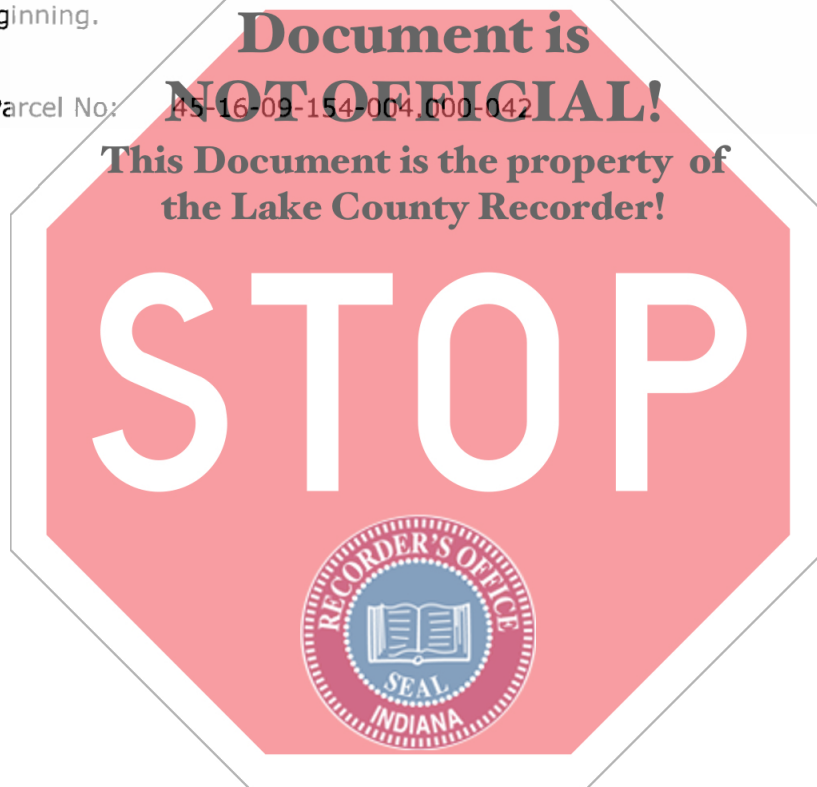 ginning.
Document is
NOT OFFICIAL!
Parcel No: 45-16-09-154-004.000-042
This Document is the property of
the Lake County Recorder!
STOP
RECORDER'S OFFICE
SEAL
INDIANA